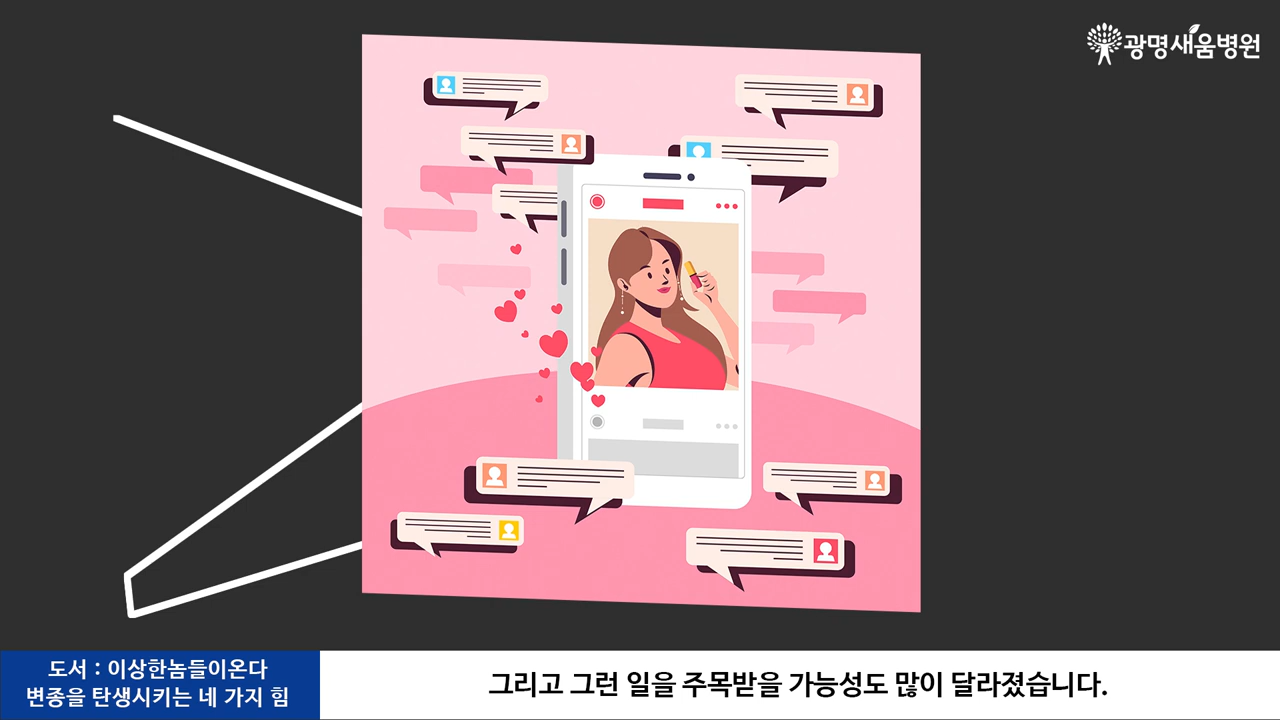 광명새움병원
도서 : 이상한놈들이온다
변종을 탄생시키는 네 가지 힘
그리고 그런 일을 주목받을 가능성도 많이 달라졌습니다.